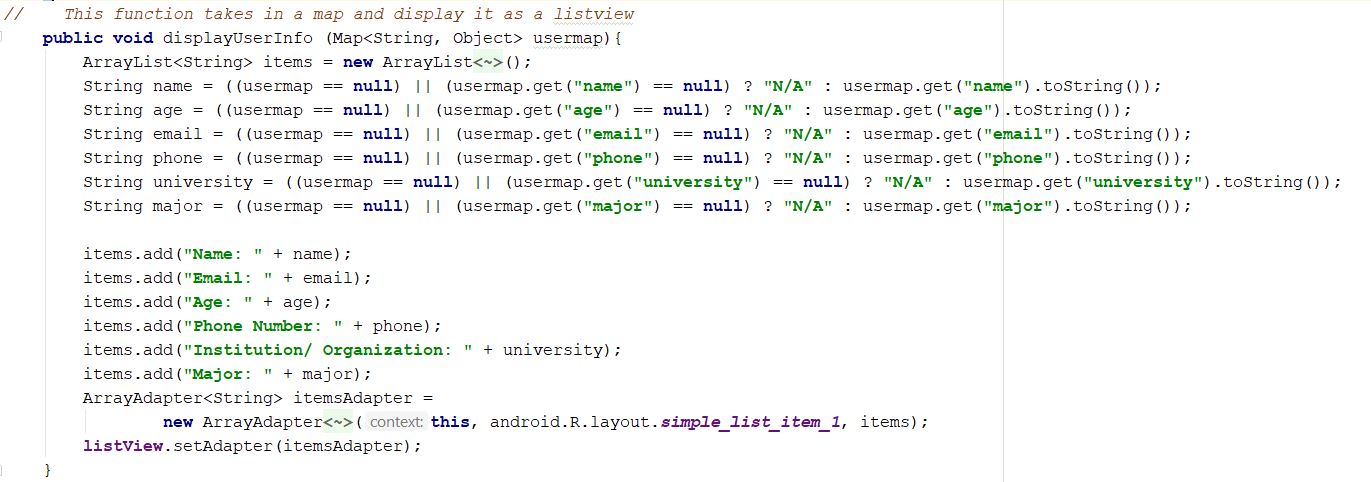 //    This function takes in a map and display it as a listview
public void displayUserInfo (Map<String, Object> usermap){
ArrayList<String> items = new ArrayList<~>();
String name = ((usermap == null) || (usermap.get("name") == null) ? "N/A" : usermap.get("name").toString());
String age = ((usermap == null) || (usermap.get("age") == null) ? "N/A" : usermap.get("age").toString());
String email = ((usermap == null) || (usermap.get("email") == null) ? "N/A" : usermap.get("email").toString());
String phone = ((usermap == null) || (usermap.get("phone") == null) ? "N/A" : usermap.get("phone").toString());
String university = ((usermap == null) || (usermap.get("university") == null) ? "N/A" : usermap.get("university").toString());
String major = ((usermap == null) || (usermap.get("major") == null) ? "N/A" : usermap.get("major").toString());
items.add("Name: " + name);
items.add("Email: " + email);
items.add("Age: " + age);
items.add("Phone Number: " + phone);
items.add("Institution/ Organization: " + university);
items.add("Major: " + major);
ArrayAdapter<String> itemsAdapter =
new ArrayAdapter<~>( context: this, android.R.layout.simple_list_item_1, items);
listView.setAdapter(itemsAdapter);
}